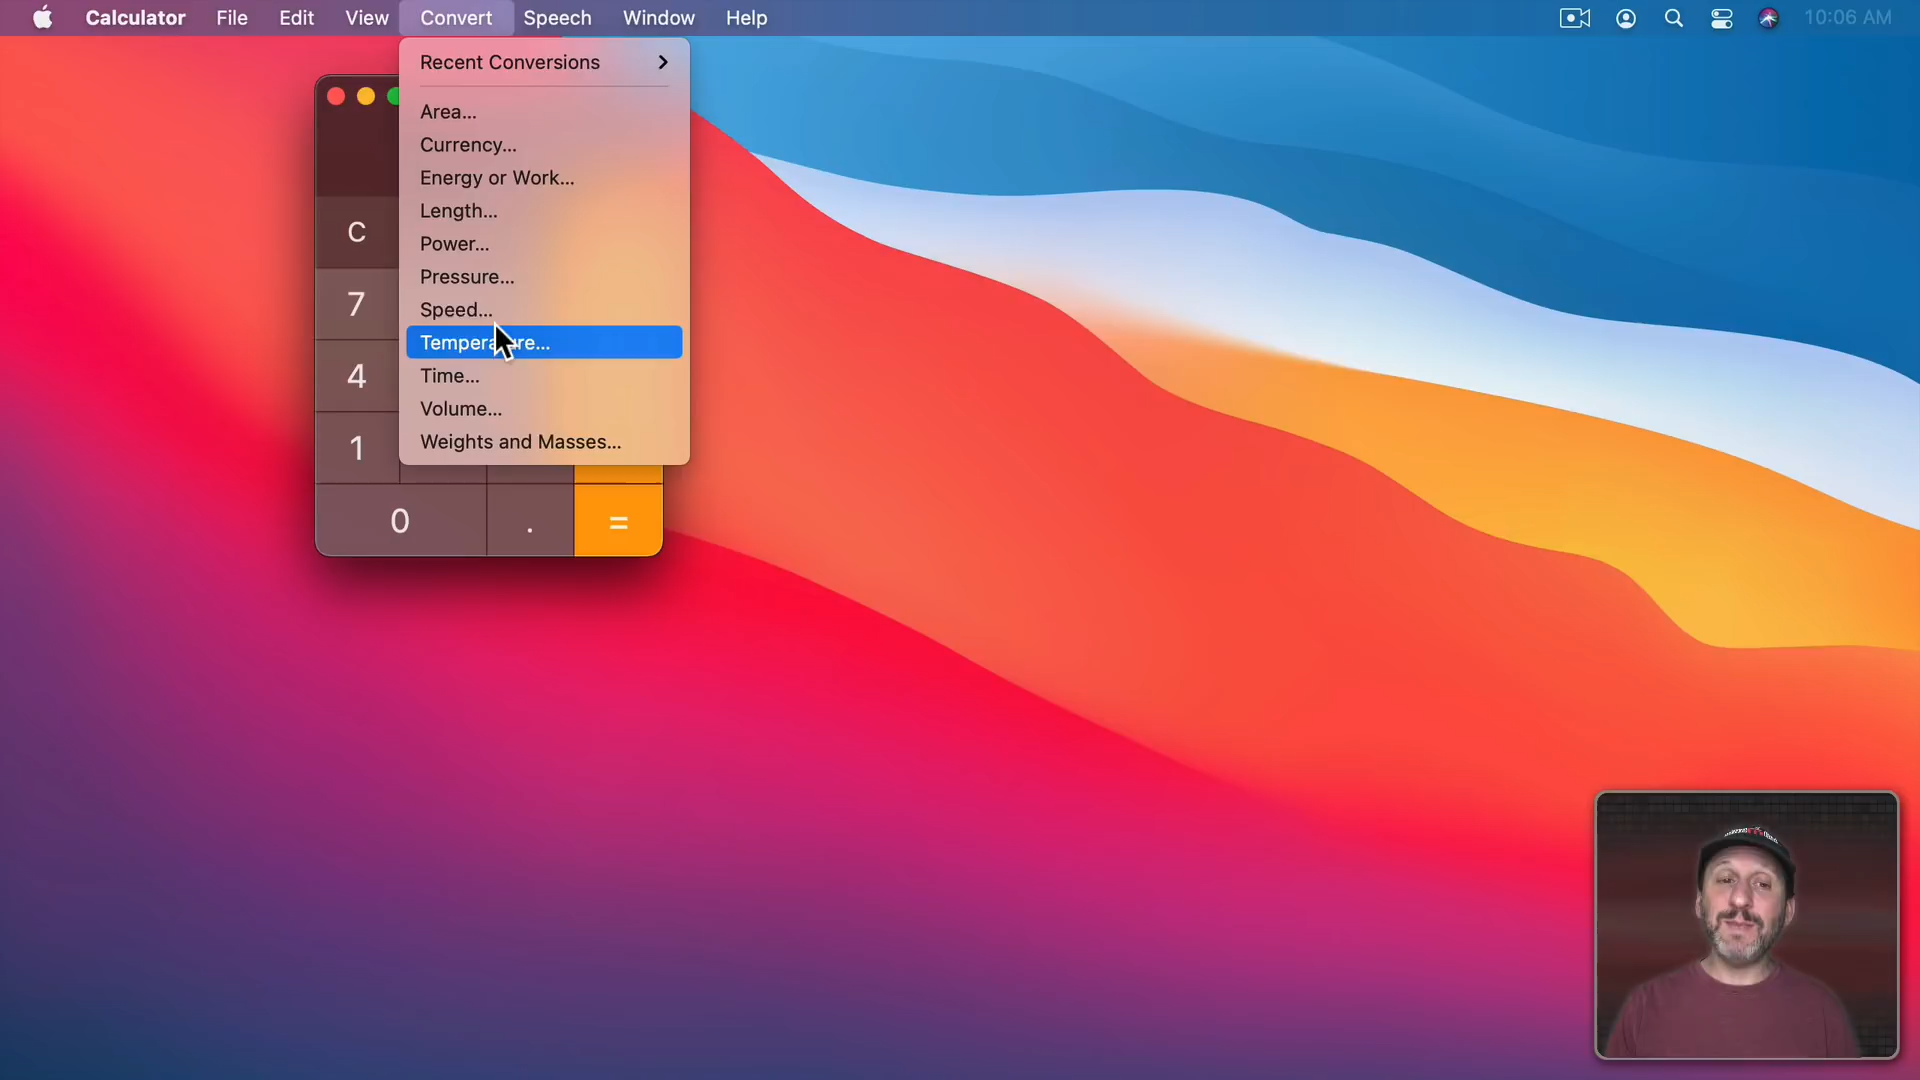 Calculator File Edit View Convert Speech Window Help 10:06 AM
Recent Conversions
Area...
Currency...
Energy or Work...
Length...
Power...
Pressure...
Speed...
Temperature...
Time...
Volume...
Weights and Masses...
C
7
4
1
0 . =